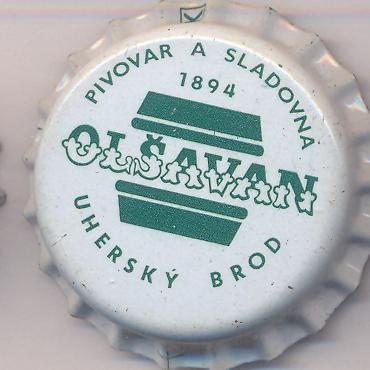 PIVOVAR A SLADOVNA
1894
OLŠAVAN
UHERSKÝ BROD